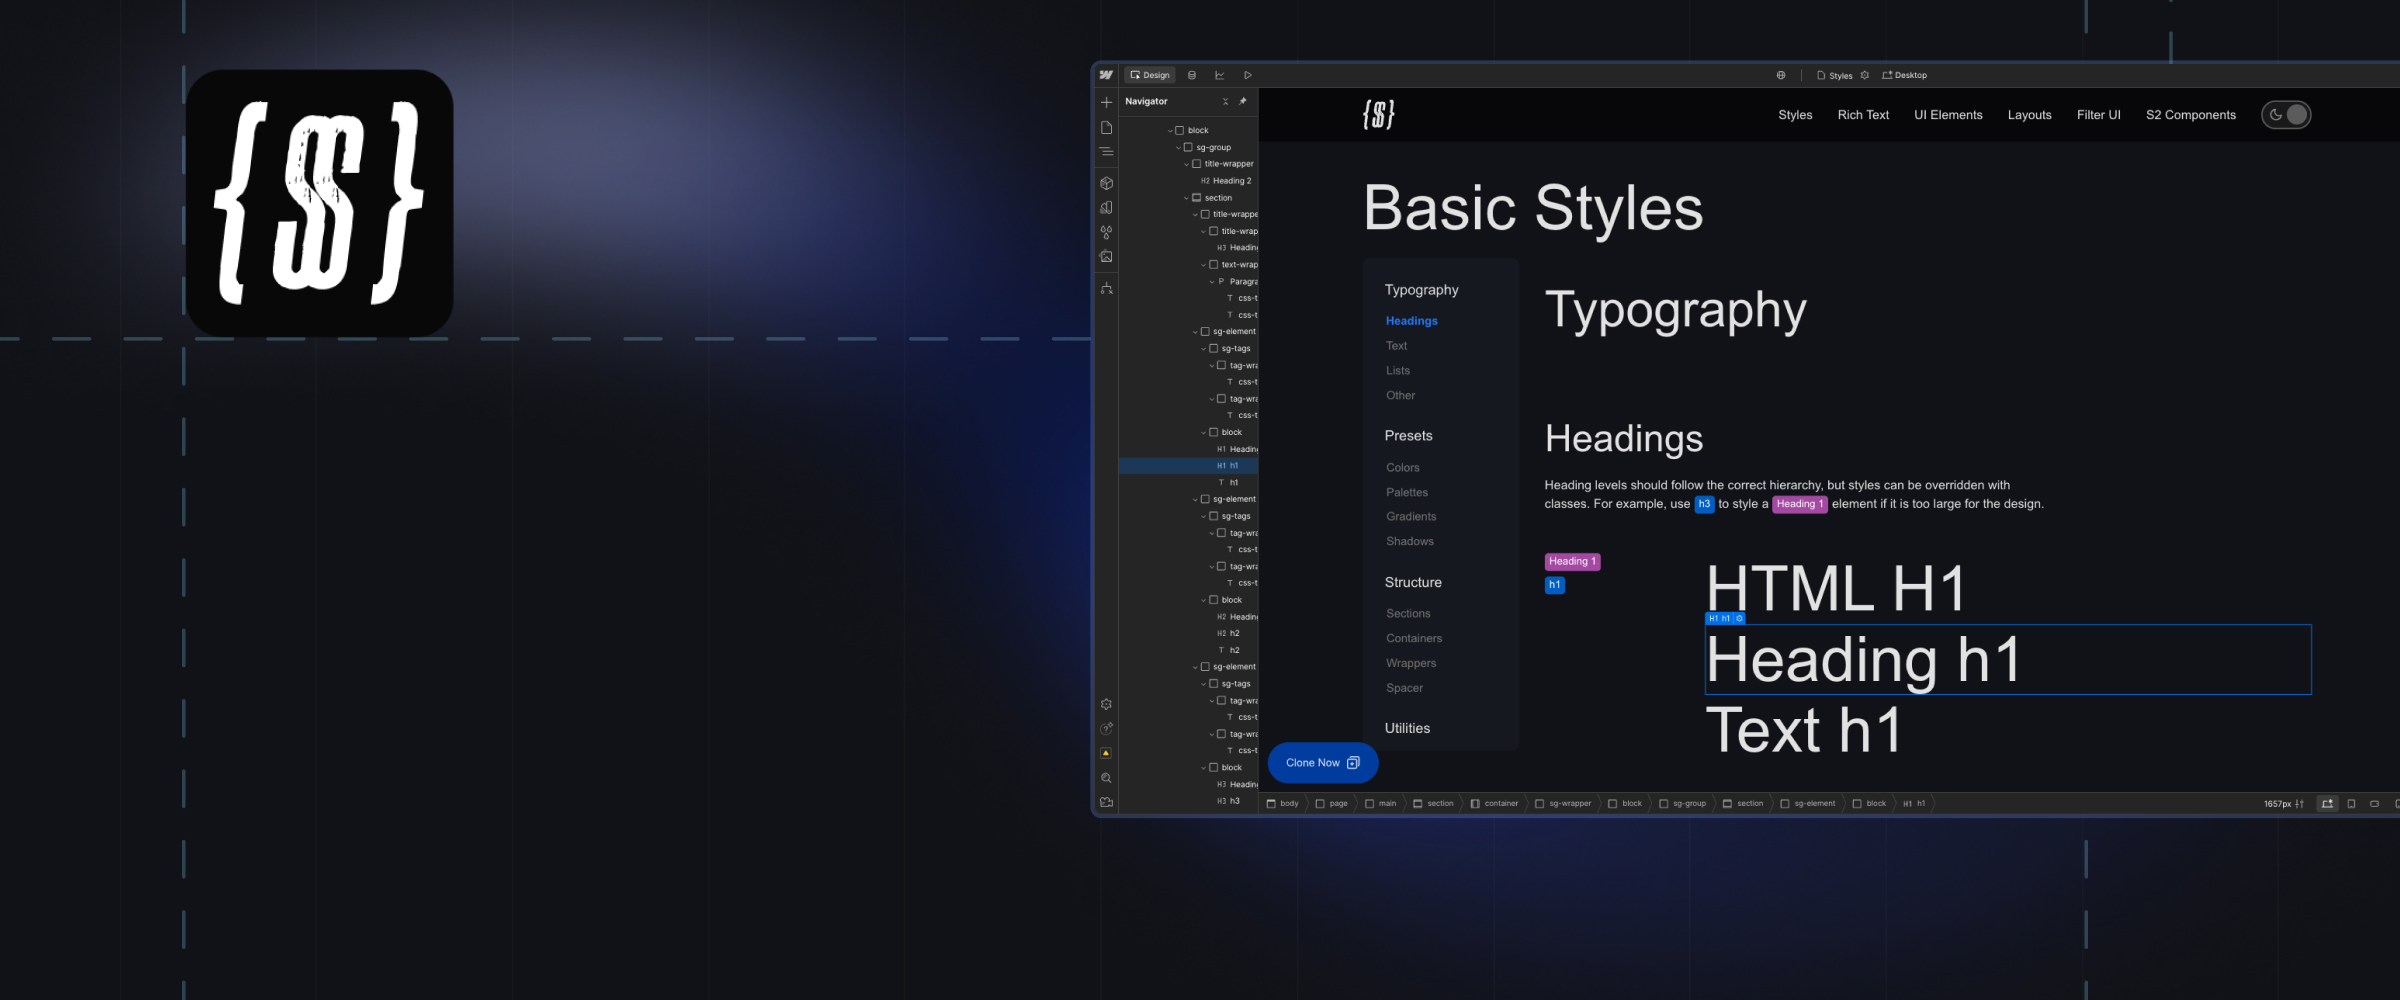 {S}
Design
Styles
Desktop
Navigator
block
sg-group
title-wrapper
H2 Heading 2
section
title-wrappe
title-wrap
H3 Heading
text-wrap
P Paragra
T css-t
T css-t
sg-element
sg-tags
tag-wra
T css-t
tag-wra
T css-t
block
H1 Heading
H1 h1
T h1
sg-element
sg-tags
tag-wra
T css-t
tag-wra
T css-t
block
H2 Heading
H2 h2
T h2
sg-element
sg-tags
tag-wra
T css-t
tag-wra
T css-t
block
H3 Heading
H3 h3
{S}
Styles Rich Text UI Elements Layouts Filter UI S2 Components
Basic Styles
Typography
Headings
Text
Lists
Other
Presets
Colors
Palettes
Gradients
Shadows
Structure
Sections
Containers
Wrappers
Spacer
Utilities
Clone Now
Typography
Headings
Heading levels should follow the correct hierarchy, but styles can be overridden with
classes. For example, use h3 to style a Heading 1 element if it is too large for the design.
Heading 1
h1
HTML H1
H1 h1
Heading h1
Text h1
body page main section container sg-wrapper block sg-group section sg-element block H1 h1
1657px